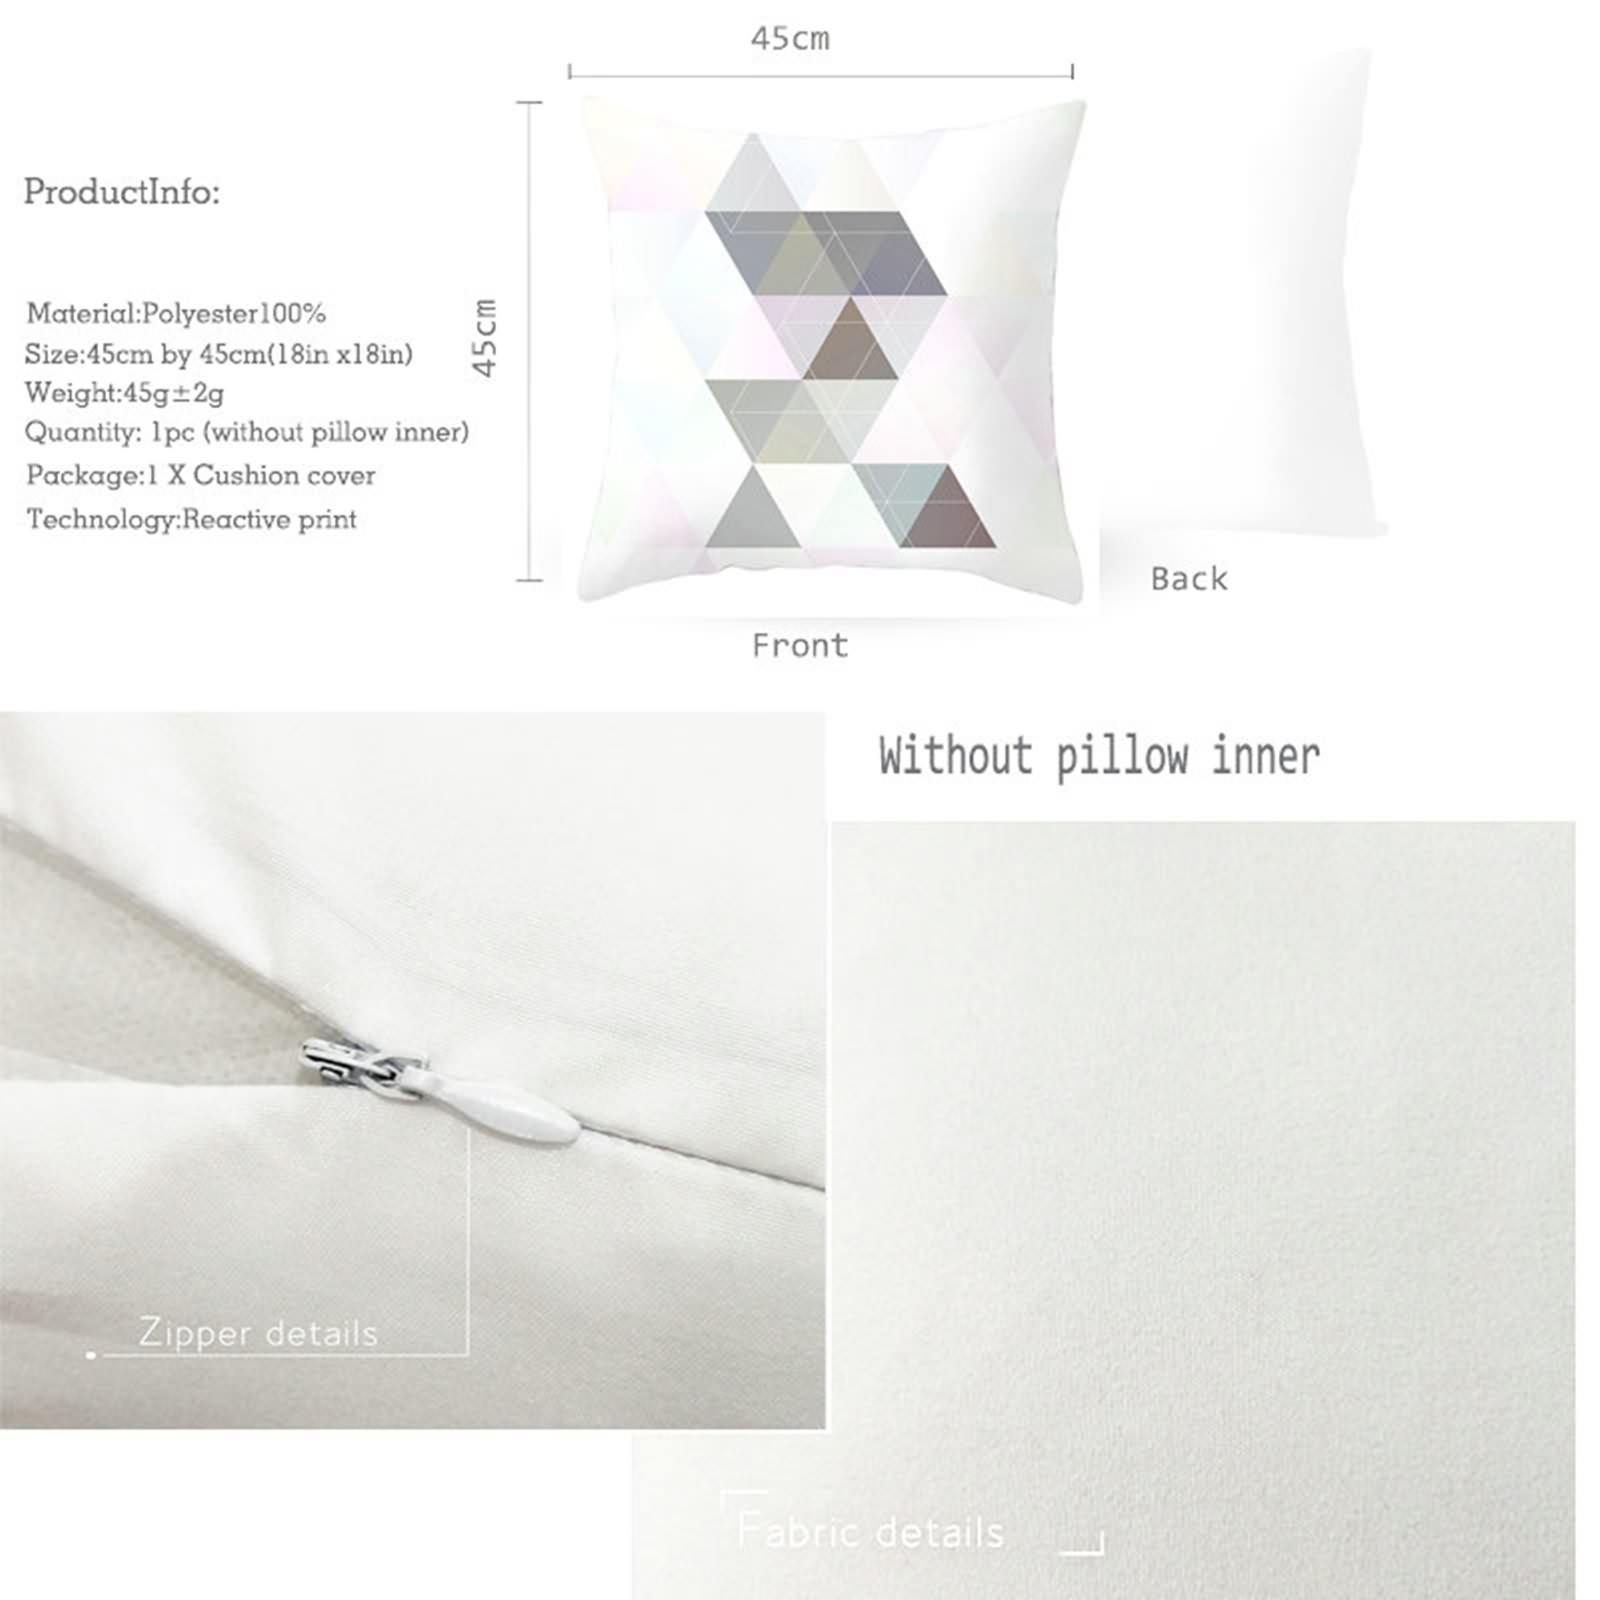 45cm
ProductInfo:
45cm
Material:Polyester100%
Size:45cm by 45cm(18in x18in)
Weight:45g±2g
Quantity: 1pc (without pillow inner)
Package:1 X Cushion cover
Technology:Reactive print
Back
Front
Without pillow inner
Zipper details
Fabric details